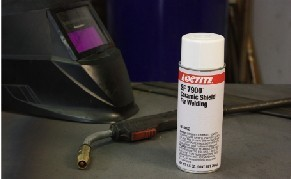 LOCTITE
SF 7900
Ceramic Shield
For Welding